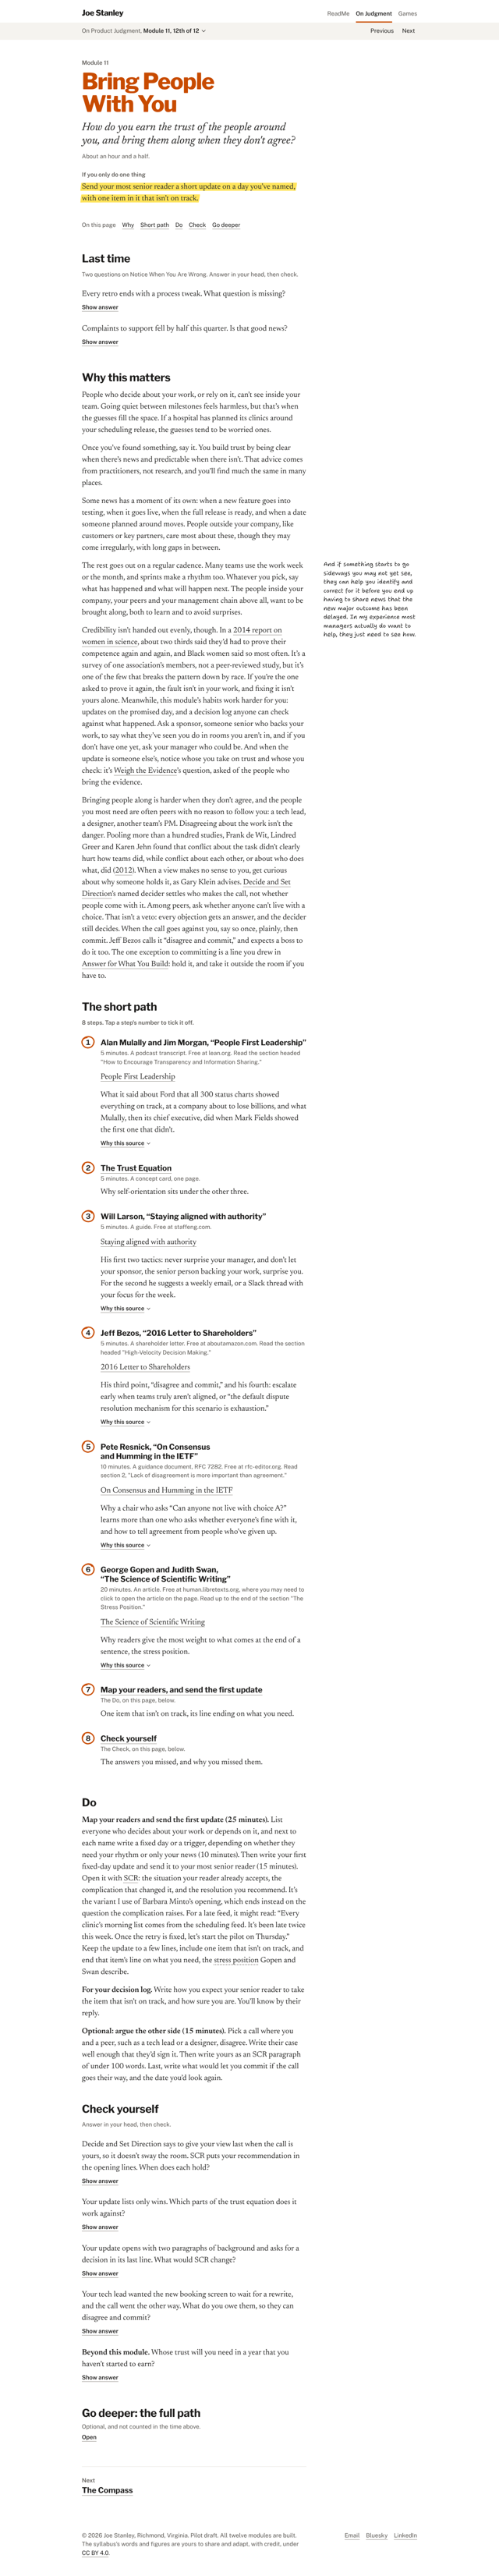 Joe Stanley
ReadMe On Judgment Games
On Product Judgment, Module 11, 12th of 12
Previous Next
Module 11
Bring People
With You
How do you earn the trust of the people around
you, and bring them along when they don't agree?
About an hour and a half.
If you only do one thing
Send your most senior reader a short update on a day you've named,
with one item in it that isn't on track.
On this page Why Short path Do Check Go deeper
Last time
Two questions on Notice When You Are Wrong. Answer in your head, then check.
Every retro ends with a process tweak. What question is missing?
Show answer
Complaints to support fell by half this quarter. Is that good news?
Show answer
Why this matters
People who decide about your work, or rely on it, can't see inside your
team. Going quiet between milestones feels harmless, but that's when
the guesses fill the space. If a hospital has planned its clinics around
your scheduling release, the guesses tend to be worried ones.
Once you've found something, say it. You build trust by being clear
when there's news and predictable when there isn't. That advice comes
from practitioners, not research, and you'll find much the same in many
places.
Some news has a moment of its own: when a new feature goes into
testing, when it goes live, when the full release is ready, and when a date
someone planned around moves. People outside your company, like
customers or key partners, care most about these, though they may
come irregularly, with long gaps in between.
The rest goes out on a regular cadence. Many teams use the work week
or the month, and sprints make a rhythm too. Whatever you pick, say
what has happened and what will happen next. The people inside your
company, your peers and your management chain above all, want to be
brought along, both to learn and to avoid surprises.
And if something starts to go
sideways you may not yet see,
they can help you identify and
correct for it before you end up
having to share news that the
new major outcome has been
delayed. In my experience most
managers actually do want to
help, they just need to see how.
Credibility isn't handed out evenly, though. In a 2014 report on
women in science, about two thirds said they'd had to prove their
competence again and again, and Black women said so most often. It's a
survey of one association's members, not a peer-reviewed study, but it's
one of the few that breaks the pattern down by race. If you're the one
asked to prove it again, the fault isn't in your work, and fixing it isn't
yours alone. Meanwhile, this module's habits work harder for you:
updates on the promised day, and a decision log anyone can check
against what happened. Ask a sponsor, someone senior who backs your
work, to say what they've seen you do in rooms you aren't in, and if you
don't have one yet, ask your manager who could be. And when the
update is someone else's, notice whose you take on trust and whose you
check: it's Weigh the Evidence's question, asked of the people who
bring the evidence.
Bringing people along is harder when they don't agree, and the people
you most need are often peers with no reason to follow you: a tech lead,
a designer, another team's PM. Disagreeing about the work isn't the
danger. Pooling more than a hundred studies, Frank de Wit, Lindred
Greer and Karen Jehn found that conflict about the task didn't clearly
hurt how teams did, while conflict about each other, or about who does
what, did (2012). When a view makes no sense to you, get curious
about why someone holds it, as Gary Klein advises. Decide and Set
Direction's named decider settles who makes the call, not whether
people come with it. Among peers, ask whether anyone can't live with a
choice. That isn't a veto: every objection gets an answer, and the decider
still decides. When the call goes against you, say so once, plainly, then
commit. Jeff Bezos calls it "disagree and commit," and expects a boss to
do it too. The one exception to committing is a line you drew in
Answer for What You Build: hold it, and take it outside the room if you
have to.
The short path
8 steps. Tap a step's number to tick it off.
1 Alan Mulally and Jim Morgan, "People First Leadership"
5 minutes. A podcast transcript. Free at lean.org. Read the section headed
"How to Encourage Transparency and Information Sharing."
People First Leadership
What it said about Ford that all 300 status charts showed
everything on track, at a company about to lose billions, and what
Mulally, then its chief executive, did when Mark Fields showed
the first one that didn't.
Why this source
2 The Trust Equation
5 minutes. A concept card, one page.
Why self-orientation sits under the other three.
3 Will Larson, "Staying aligned with authority"
5 minutes. A guide. Free at staffeng.com.
Staying aligned with authority
His first two tactics: never surprise your manager, and don't let
your sponsor, the senior person backing your work, surprise you.
For the second he suggests a weekly email, or a Slack thread with
your focus for the week.
Why this source
4 Jeff Bezos, "2016 Letter to Shareholders"
5 minutes. A shareholder letter. Free at aboutamazon.com. Read the section
headed "High-Velocity Decision Making."
2016 Letter to Shareholders
His third point, "disagree and commit," and his fourth: escalate
early when teams truly aren't aligned, or "the default dispute
resolution mechanism for this scenario is exhaustion."
Why this source
5 Pete Resnick, "On Consensus
and Humming in the IETF"
10 minutes. A guidance document, RFC 7282. Free at rfc-editor.org. Read
section 2, "Lack of disagreement is more important than agreement."
On Consensus and Humming in the IETF
Why a chair who asks "Can anyone not live with choice A?"
learns more than one who asks whether everyone's fine with it,
and how to tell agreement from people who've given up.
Why this source
6 George Gopen and Judith Swan,
"The Science of Scientific Writing"
20 minutes. An article. Free at human.libretexts.org, where you may need to
click to open the article on the page. Read up to the end of the section "The
Stress Position."
The Science of Scientific Writing
Why readers give the most weight to what comes at the end of a
sentence, the stress position.
Why this source
7 Map your readers, and send the first update
The Do, on this page, below.
One item that isn't on track, its line ending on what you need.
8 Check yourself
The Check, on this page, below.
The answers you missed, and why you missed them.
Do
Map your readers and send the first update (25 minutes). List
everyone who decides about your work or depends on it, and next to
each name write a fixed day or a trigger, depending on whether they
need your rhythm or only your news (10 minutes). Then write your first
fixed-day update and send it to your most senior reader (15 minutes).
Open it with SCR: the situation your reader already accepts, the
complication that changed it, and the resolution you recommend. It's
the variant I use of Barbara Minto's opening, which ends instead on the
question the complication raises. For a late feed, it might read: "Every
clinic's morning list comes from the scheduling feed. It's been late twice
this week. Once the retry is fixed, let's start the pilot on Thursday."
Keep the update to a few lines, include one item that isn't on track, and
end that item's line on what you need, the stress position Gopen and
Swan describe.
For your decision log. Write how you expect your senior reader to take
the item that isn't on track, and how sure you are. You'll know by their
reply.
Optional: argue the other side (15 minutes). Pick a call where you
and a peer, such as a tech lead or a designer, disagree. Write their case
well enough that they'd sign it. Then write yours as an SCR paragraph
of under 100 words. Last, write what would let you commit if the call
goes their way, and the date you'd look again.
Check yourself
Answer in your head, then check.
Decide and Set Direction says to give your view last when the call is
yours, so it doesn't sway the room. SCR puts your recommendation in
the opening lines. When does each hold?
Show answer
Your update lists only wins. Which parts of the trust equation does it
work against?
Show answer
Your update opens with two paragraphs of background and asks for a
decision in its last line. What would SCR change?
Show answer
Your tech lead wanted the new booking screen to wait for a rewrite,
and the call went the other way. What do you owe them, so they can
disagree and commit?
Show answer
Beyond this module. Whose trust will you need in a year that you
haven't started to earn?
Show answer
Go deeper: the full path
Optional, and not counted in the time above.
Open
Next
The Compass
© 2026 Joe Stanley, Richmond, Virginia. Pilot draft. All twelve modules are built.
The syllabus's words and figures are yours to share and adapt, with credit, under
CC BY 4.0.
Email Bluesky LinkedIn